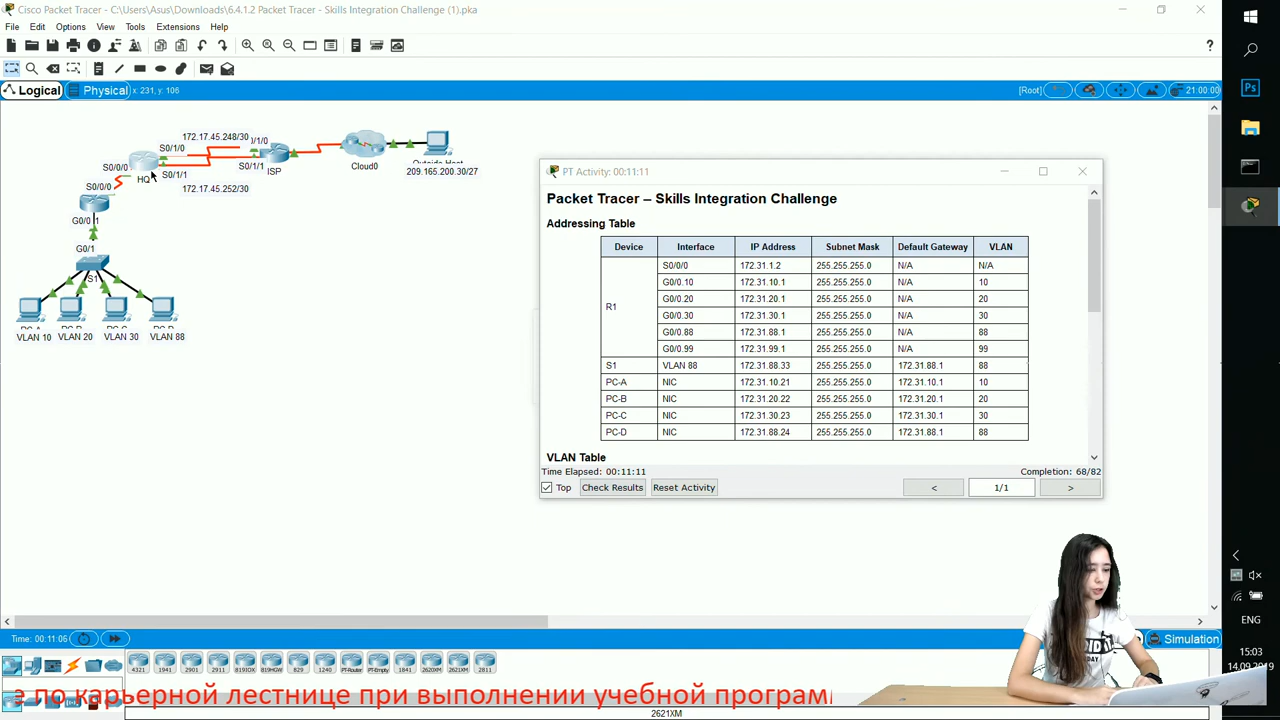 Cisco Packet Tracer - C:\Users\Asus\Downloads\6.4.1.2 Packet Tracer - Skills Integration Challenge (1).pka
File Edit Options View Tools Extensions Help
Logical Physical x: 231, y: 106 [Root] 21:00:00
172.17.45.248/30
S0/1/0 /1/0
S0/0/0 S0/1/1 S0/1/1 ISP Cloud0 Outside Host
HQ 209.165.200.30/27
S0/0/0 172.17.45.252/30
G0/0
G0/1
S1
VLAN 10 VLAN 20 VLAN 30 VLAN 88
PT Activity: 00:11:11
Packet Tracer – Skills Integration Challenge
Addressing Table
Device Interface IP Address Subnet Mask Default Gateway VLAN
R1 S0/0/0 172.31.1.2 255.255.255.0 N/A N/A
G0/0.10 172.31.10.1 255.255.255.0 N/A 10
G0/0.20 172.31.20.1 255.255.255.0 N/A 20
G0/0.30 172.31.30.1 255.255.255.0 N/A 30
G0/0.88 172.31.88.1 255.255.255.0 N/A 88
G0/0.99 172.31.99.1 255.255.255.0 N/A 99
S1 VLAN 88 172.31.88.33 255.255.255.0 172.31.88.1 88
PC-A NIC 172.31.10.21 255.255.255.0 172.31.10.1 10
PC-B NIC 172.31.20.22 255.255.255.0 172.31.20.1 20
PC-C NIC 172.31.30.23 255.255.255.0 172.31.30.1 30
PC-D NIC 172.31.88.24 255.255.255.0 172.31.88.1 88
VLAN Table
Time Elapsed: 00:11:11 Completion: 68/82
Top Check Results Reset Activity < 1/1 >
Time: 00:11:06 Simulation
4321 1941 2901 2911 819IOX 819HGW 829 1240 PT-Router PT-Empty 1841 2620XM 2621XM 2811
е по карьерной лестнице при выполнении учебной програм
2621XM
Ps
ENG
15:03
14.09.2019